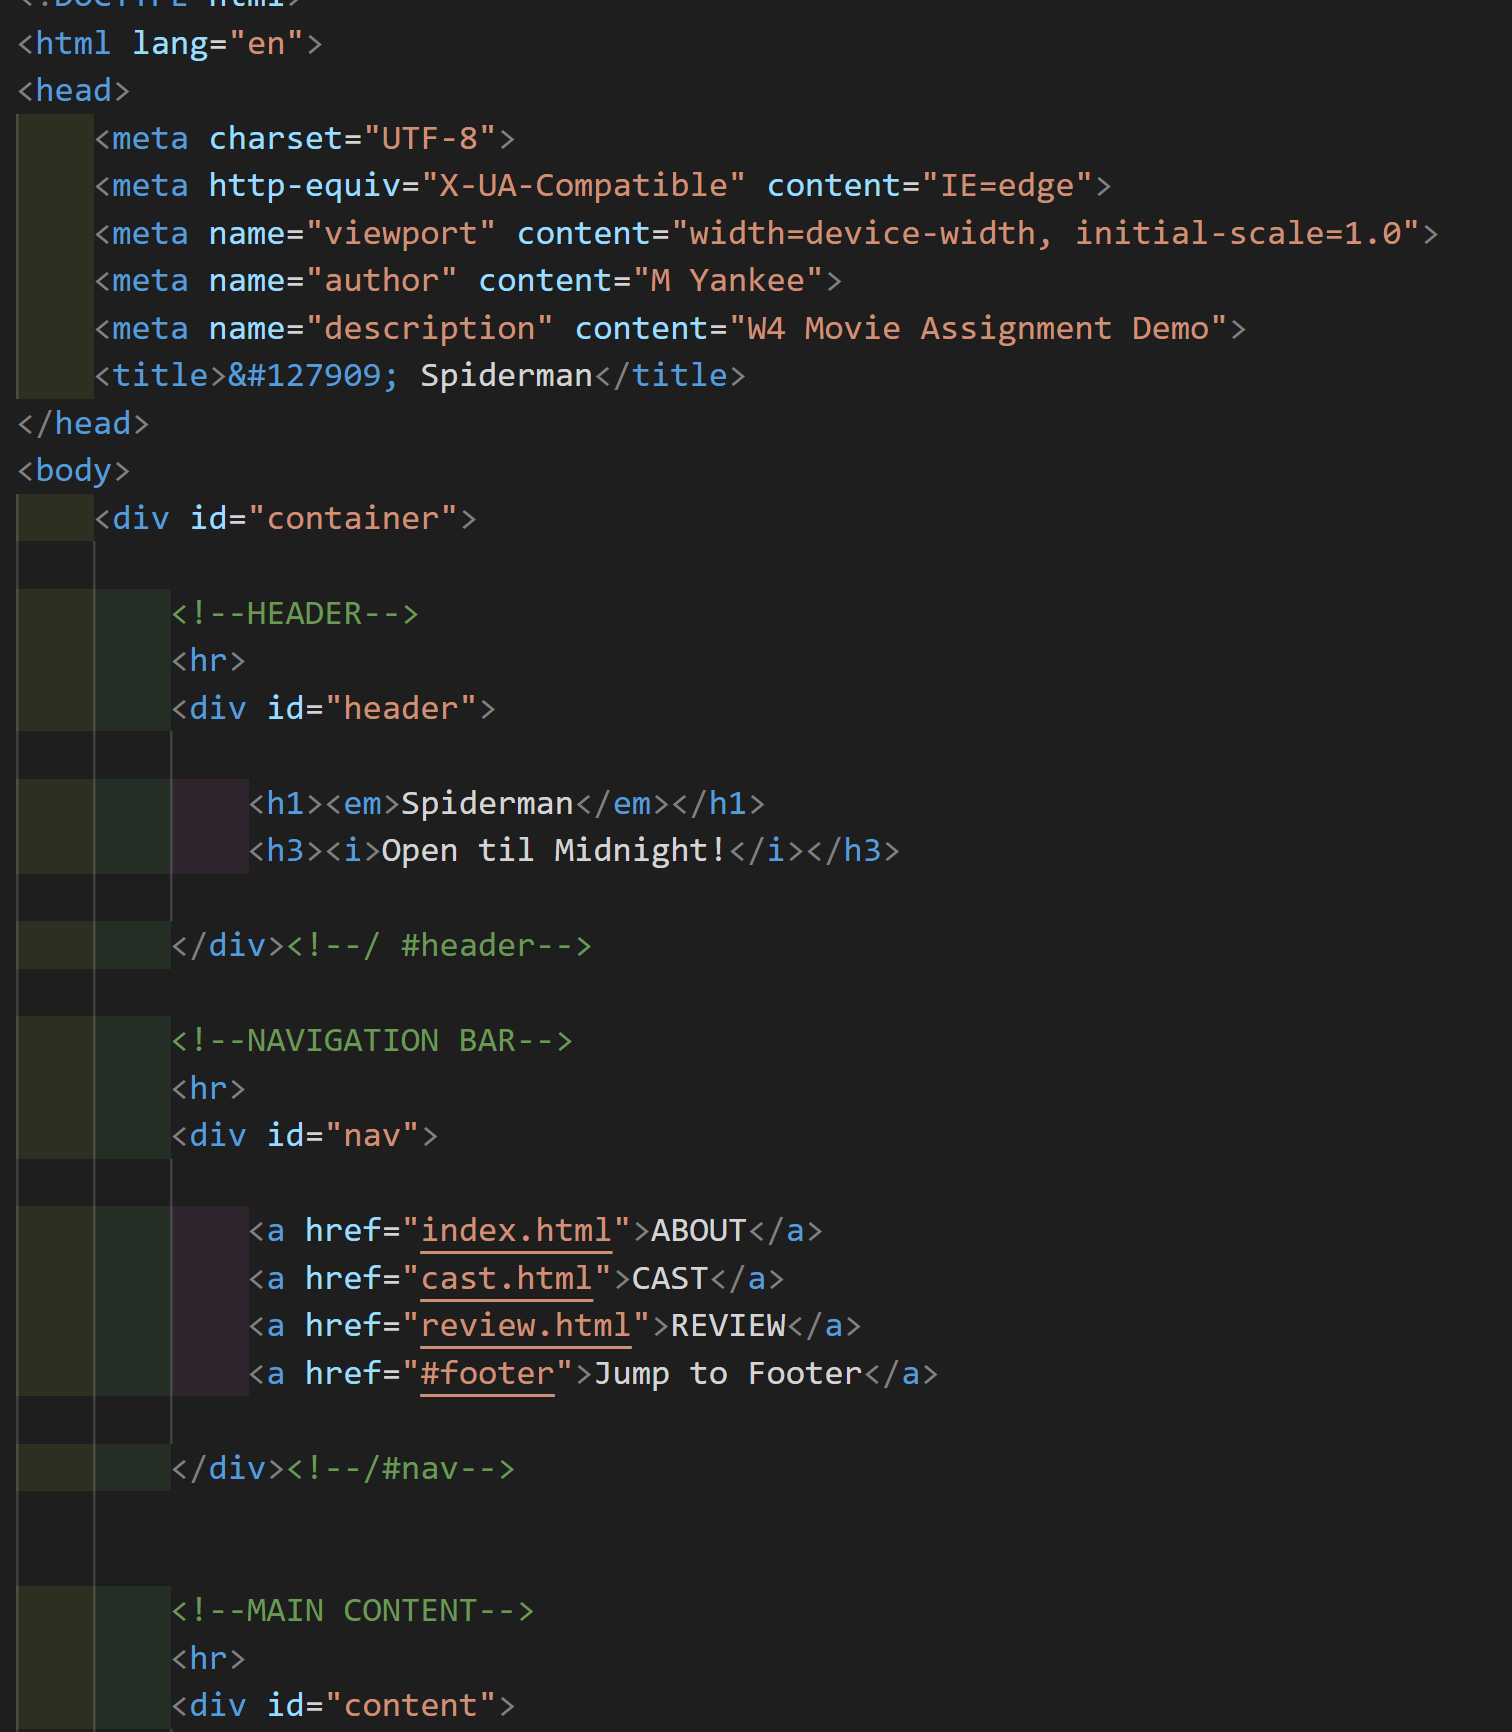 <!DOCTYPE html>
<html lang="en">
<head>
<meta charset="UTF-8">
<meta http-equiv="X-UA-Compatible" content="IE=edge">
<meta name="viewport" content="width=device-width, initial-scale=1.0">
<meta name="author" content="M Yankee">
<meta name="description" content="W4 Movie Assignment Demo">
<title>&#127909; Spiderman</title>
</head>
<body>
<div id="container">
<!--HEADER-->
<hr>
<div id="header">
<h1><em>Spiderman</em></h1>
<h3><i>Open til Midnight!</i></h3>
</div><!--/ #header-->
<!--NAVIGATION BAR-->
<hr>
<div id="nav">
<a href="index.html">ABOUT</a>
<a href="cast.html">CAST</a>
<a href="review.html">REVIEW</a>
<a href="#footer">Jump to Footer</a>
</div><!--/#nav-->
<!--MAIN CONTENT-->
<hr>
<div id="content">